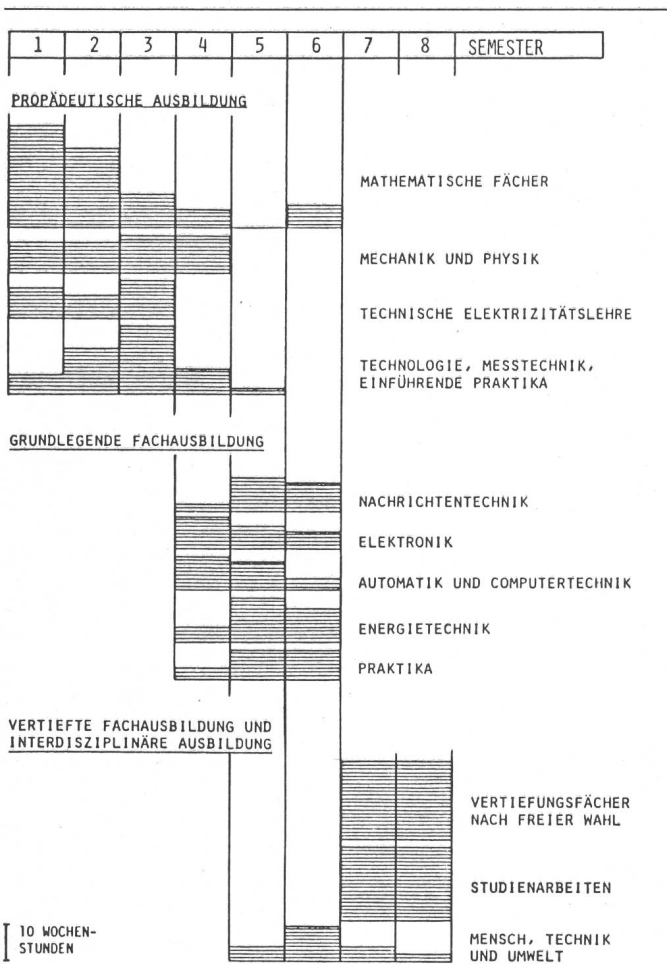 1 2 3 4 5 6 7 8 SEMESTER
PROPÄDEUTISCHE AUSBILDUNG
MATHEMATISCHE FÄCHER
MECHANIK UND PHYSIK
TECHNISCHE ELEKTRIZITÄTSLEHRE
TECHNOLOGIE, MESSTECHNIK,
EINFÜHRENDE PRAKTIKA
GRUNDLEGENDE FACHAUSBILDUNG
NACHRICHTENTECHNIK
ELEKTRONIK
AUTOMATIK UND COMPUTERTECHNIK
ENERGIETECHNIK
PRAKTIKA
VERTIEFTE FACHAUSBILDUNG UND
INTERDISZIPLINÄRE AUSBILDUNG
VERTIEFUNGSFÄCHER
NACH FREIER WAHL
STUDIENARBEITEN
10 WOCHEN-
STUNDEN
MENSCH, TECHNIK
UND UMWELT